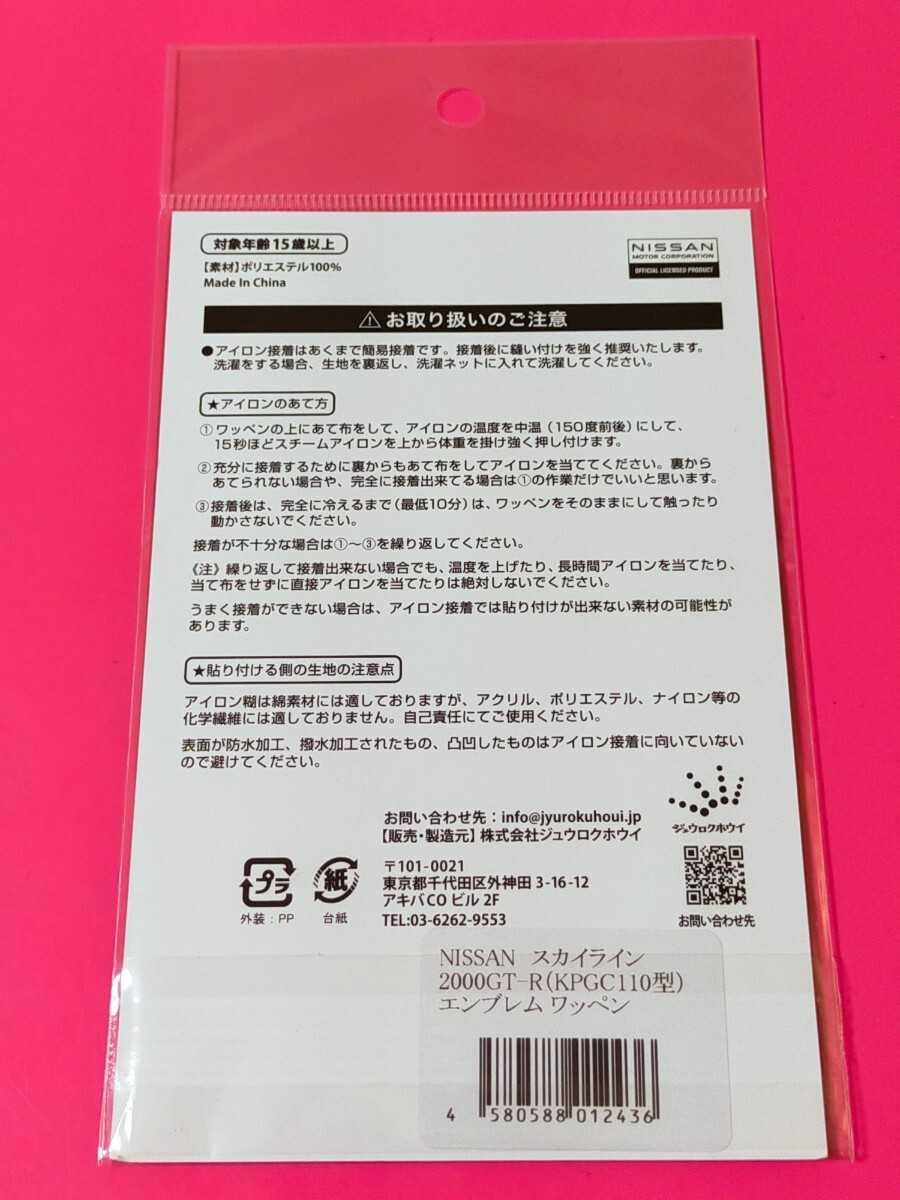 対象年齢15歳以上
【素材】ポリエステル100%
Made In China
NISSAN
MOTOR CORPORATION
OFFICIAL LICENSED PRODUCT
⚠ お取り扱いのご注意
●アイロン接着はあくまで簡易接着です。接着後に縫い付けを強く推奨いたします。
洗濯をする場合、生地を裏返し、洗濯ネットに入れて洗濯してください。
★アイロンのあて方
①ワッペンの上にあて布をして、アイロンの温度を中温（150度前後）にして、
15秒ほどスチームアイロンを上から体重を掛け強く押し付けます。
②充分に接着するために裏からもあて布をしてアイロンを当ててください。裏から
あてられない場合や、完全に接着出来てる場合は①の作業だけでいいと思います。
③接着後は、完全に冷えるまで（最低10分）は、ワッペンをそのままにして触ったり
動かさないでください。
接着が不十分な場合は①～③を繰り返してください。
《注》繰り返して接着出来ない場合でも、温度を上げたり、長時間アイロンを当てたり、
当て布をせずに直接アイロンを当てたりは絶対しないでください。
うまく接着ができない場合は、アイロン接着では貼り付けが出来ない素材の可能性が
あります。
★貼り付ける側の生地の注意点
アイロン糊は綿素材には適しておりますが、アクリル、ポリエステル、ナイロン等の
化学繊維には適しておりません。自己責任にてご使用ください。
表面が防水加工、撥水加工されたもの、凸凹したものはアイロン接着に向いていない
ので避けてください。
お問い合わせ先：info@jyurokuhoui.jp
【販売・製造元】株式会社ジュウロクホウイ
〒101-0021
東京都千代田区外神田 3-16-12
アキバCO ビル 2F
TEL:03-6262-9553
ジュウロクホウイ
お問い合わせ先
プラ
外装：PP
紙
台紙
NISSAN スカイライン
2000GT-R(KPGC110型)
エンブレム ワッペン
4 580588 012436